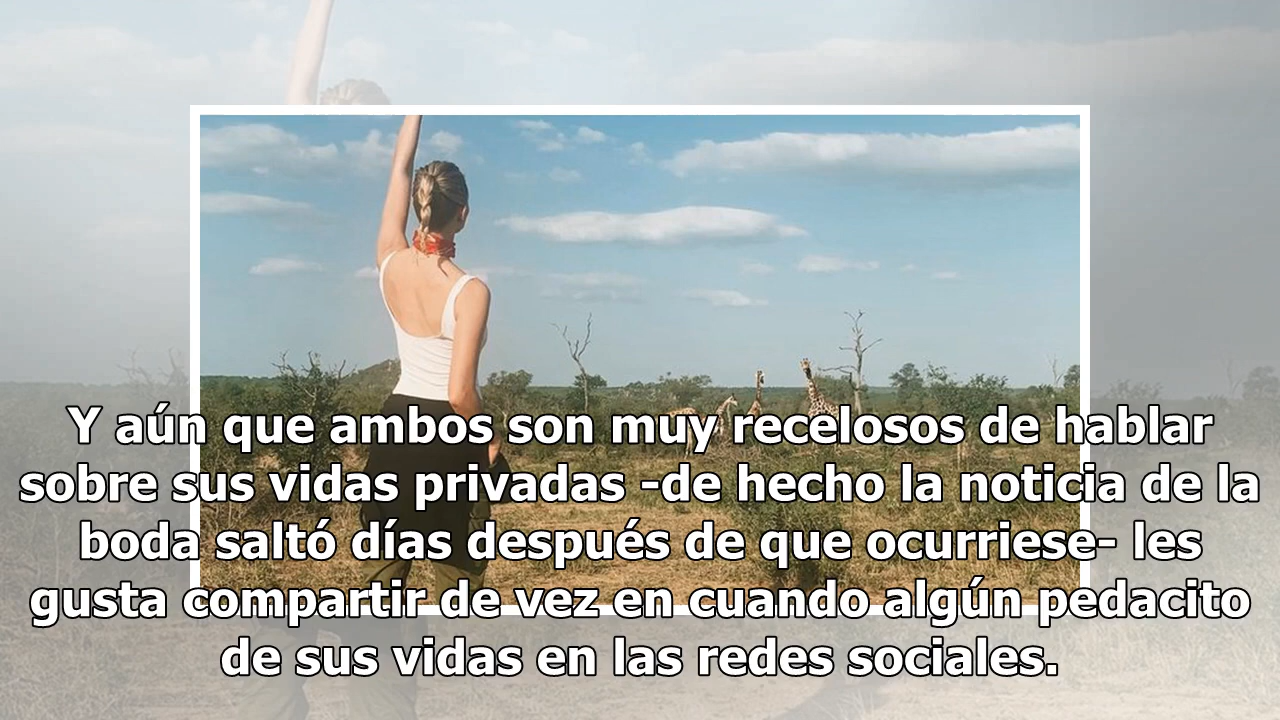 Y aún que ambos son muy recelosos de hablar
sobre sus vidas privadas -de hecho la noticia de la
boda saltó días después de que ocurriese- les
gusta compartir de vez en cuando algún pedacito
de sus vidas en las redes sociales.